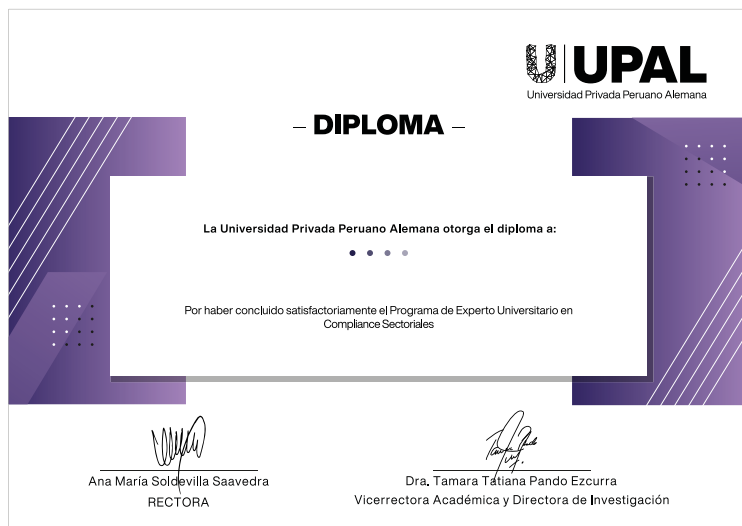 UPAL
Universidad Privada Peruano Alemana
– DIPLOMA –
La Universidad Privada Peruano Alemana otorga el diploma a:
Por haber concluido satisfactoriamente el Programa de Experto Universitario en
Compliance Sectoriales
Ana María Soldevilla Saavedra
RECTORA
Dra. Tamara Tatiana Pando Ezcurra
Vicerrectora Académica y Directora de Investigación